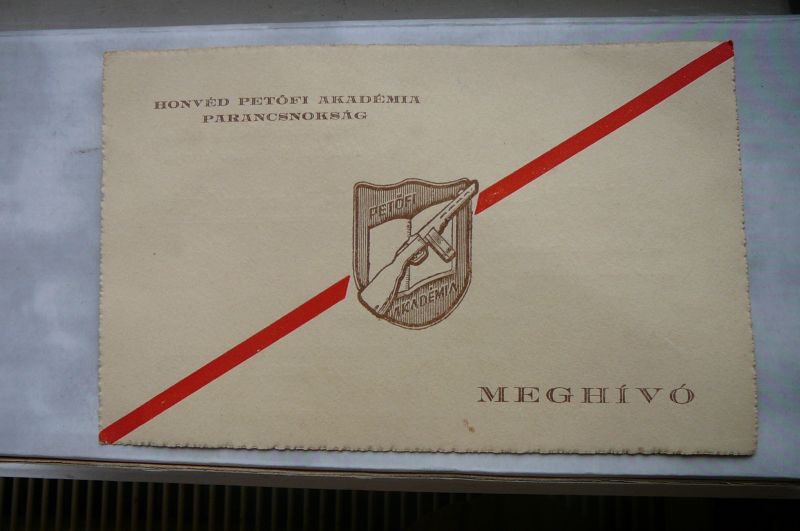 HONVÉD PETŐFI AKADÉMIA
PARANCSNOKSÁG
PETŐFI
AKADÉMIA
MEGHÍVÓ